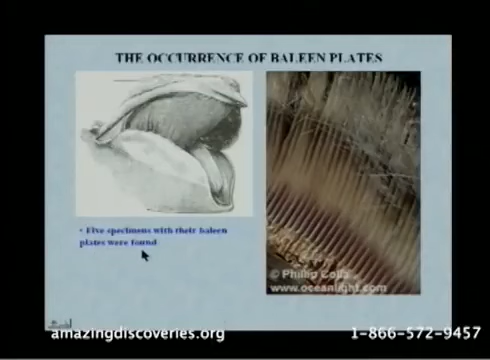 THE OCCURRENCE OF BALEEN PLATES
• Five specimens with their baleen
plates were found
© Phillip Colla
www.oceanlight.com
amazingdiscoveries.org
1-866-572-9457